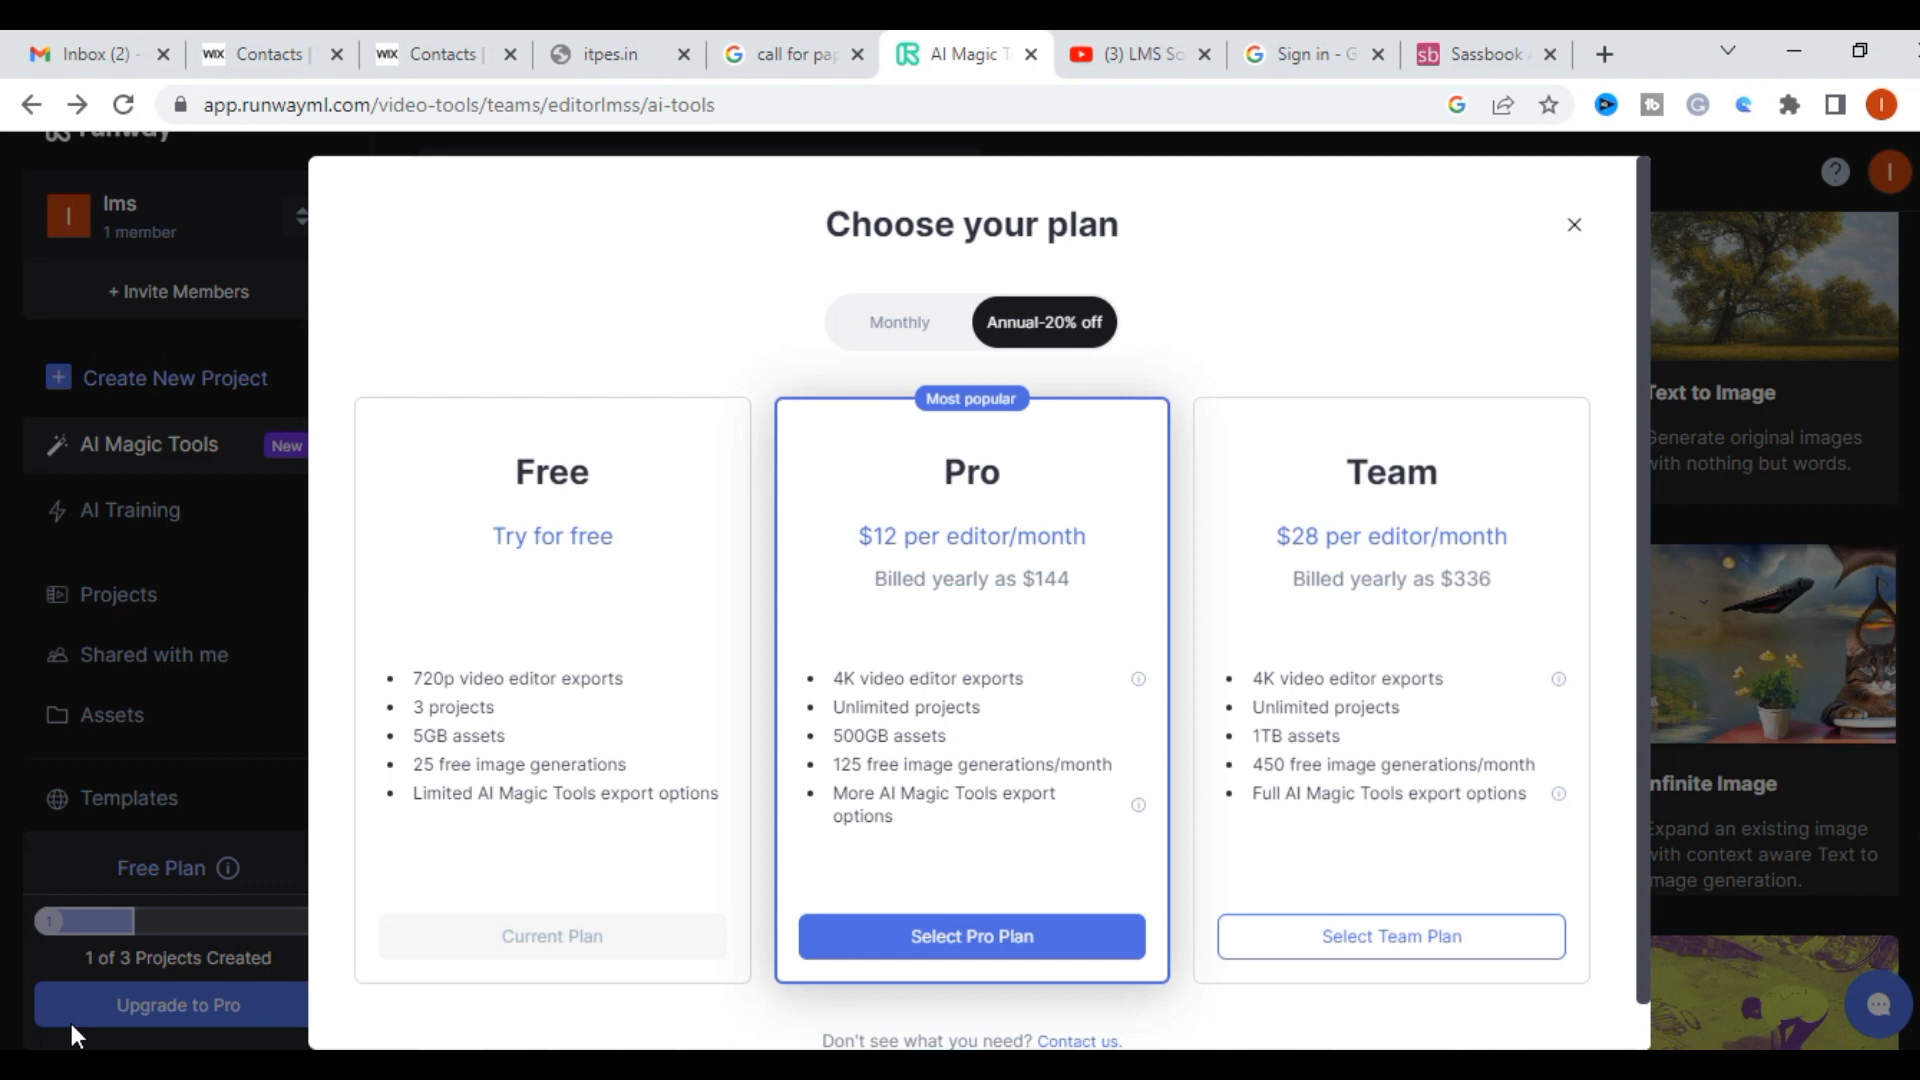 Inbox (2) -
WIX Contacts |
WIX Contacts |
itpes.in
call for pap
AI Magic T
(3) LMS So
Sign in - G
sb Sassbook
app.runwayml.com/video-tools/teams/editorlmss/ai-tools
runway
lms
1 member
+ Invite Members
Create New Project
AI Magic Tools New
AI Training
Projects
Shared with me
Assets
Templates
Free Plan
1
1 of 3 Projects Created
Upgrade to Pro
Choose your plan
Monthly Annual-20% off
Free
Try for free
720p video editor exports
3 projects
5GB assets
25 free image generations
Limited AI Magic Tools export options
Current Plan
Most popular
Pro
$12 per editor/month
Billed yearly as $144
4K video editor exports
Unlimited projects
500GB assets
125 free image generations/month
More AI Magic Tools export
options
Select Pro Plan
Team
$28 per editor/month
Billed yearly as $336
4K video editor exports
Unlimited projects
1TB assets
450 free image generations/month
Full AI Magic Tools export options
Select Team Plan
Don't see what you need? Contact us.
Text to Image
Generate original images
with nothing but words.
Infinite Image
Expand an existing image
with context aware Text to
Image generation.